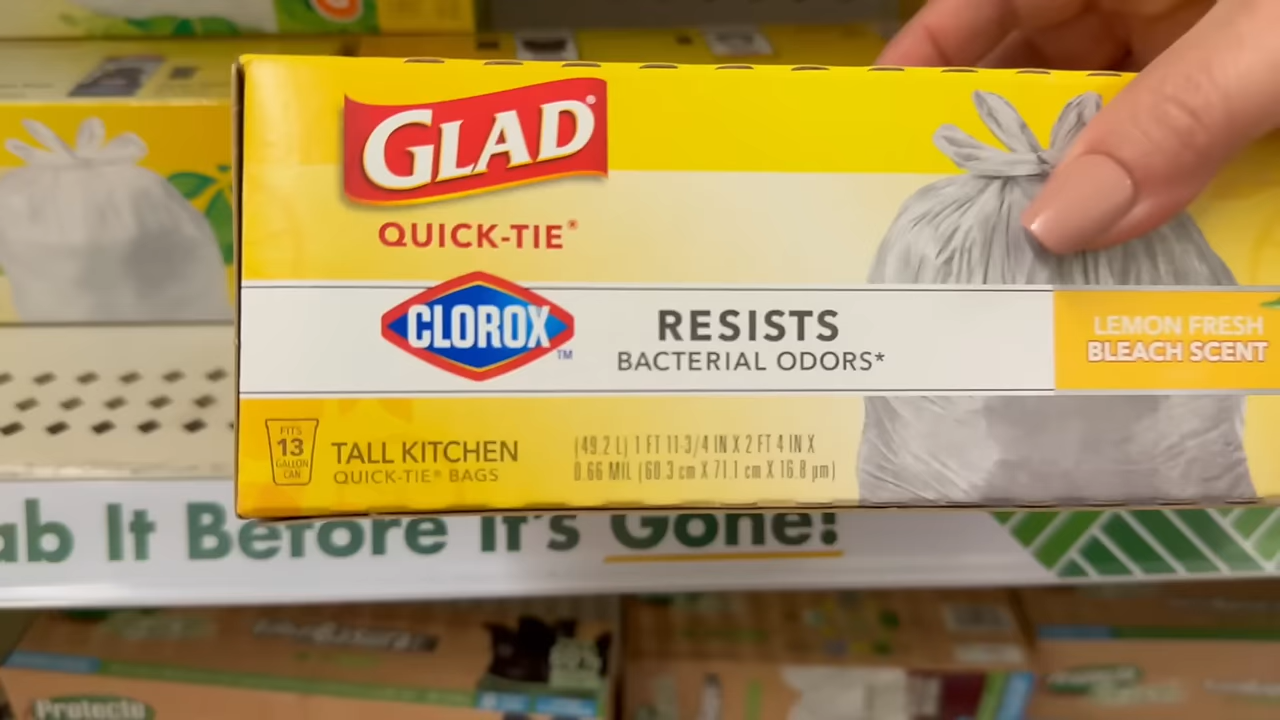 GLAD®
QUICK-TIE®
CLOROX™
RESISTS
BACTERIAL ODORS*
LEMON FRESH
BLEACH SCENT
FITS
13
GALLON
CAN
TALL KITCHEN
QUICK-TIE® BAGS
(49.2 L) 1 FT 11-3/4 IN X 2 FT 4 IN X
0.66 MIL (60.3 cm X 71.1 cm X 16.8 µm)
ab It Before It's Gone!